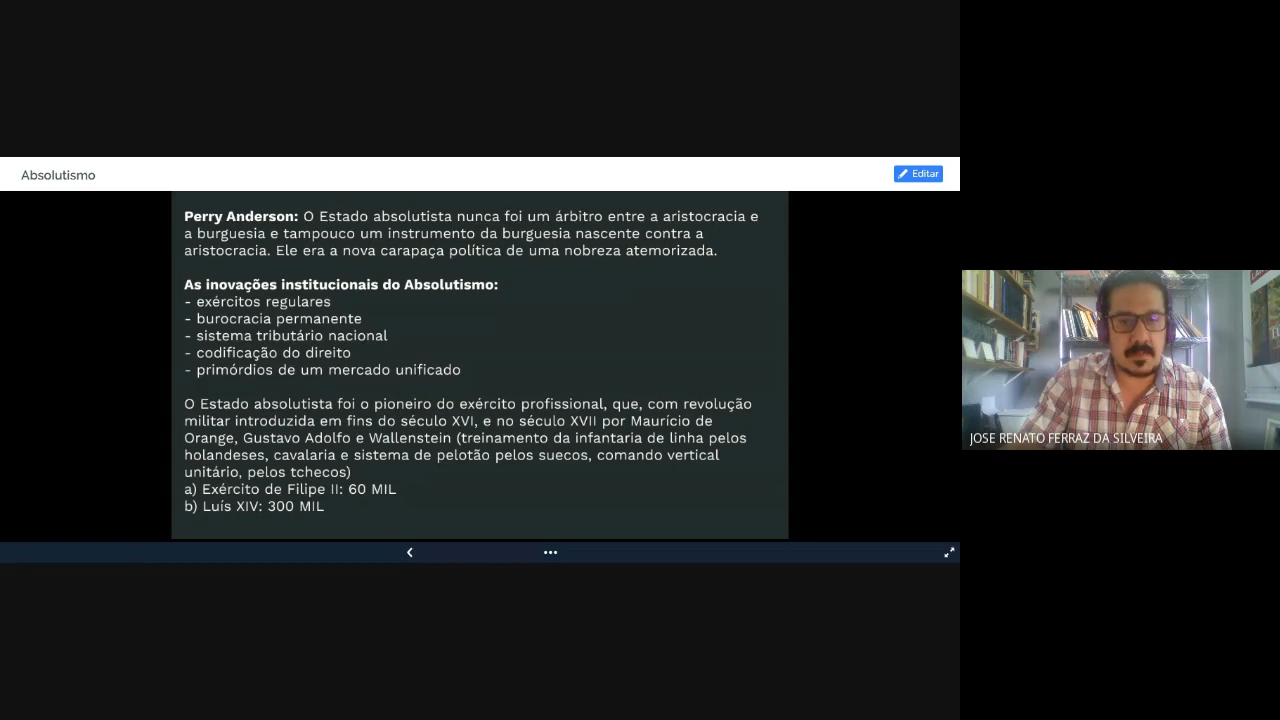 Absolutismo
Editar
Perry Anderson: O Estado absolutista nunca foi um árbitro entre a aristocracia e
a burguesia e tampouco um instrumento da burguesia nascente contra a
aristocracia. Ele era a nova carapaça política de uma nobreza atemorizada.
As inovações institucionais do Absolutismo:
- exércitos regulares
- burocracia permanente
- sistema tributário nacional
- codificação do direito
- primórdios de um mercado unificado
O Estado absolutista foi o pioneiro do exército profissional, que, com revolução
militar introduzida em fins do século XVI, e no século XVII por Maurício de
Orange, Gustavo Adolfo e Wallenstein (treinamento da infantaria de linha pelos
holandeses, cavalaria e sistema de pelotão pelos suecos, comando vertical
unitário, pelos tchecos)
a) Exército de Filipe II: 60 MIL
b) Luís XIV: 300 MIL
JOSE RENATO FERRAZ DA SILVEIRA